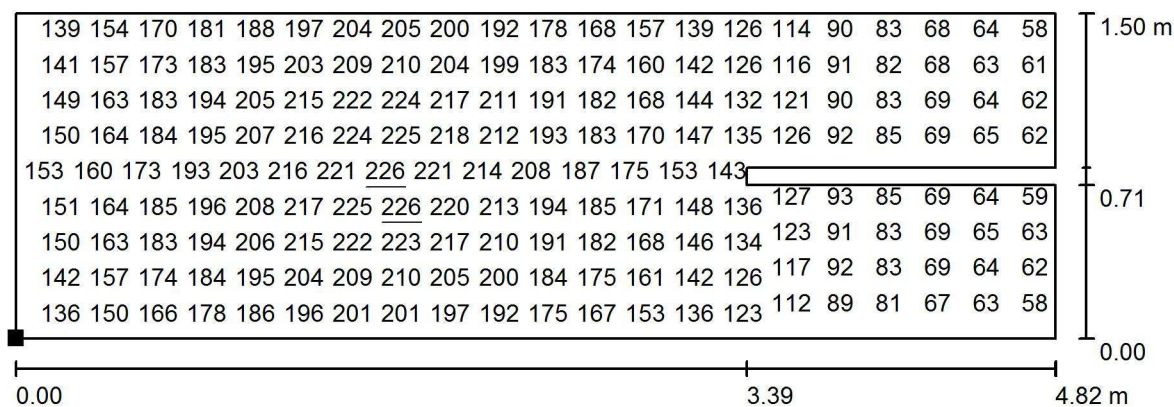 139 154 170 181 188 197 204 205 200 192 178 168 157 139 126 114 90 83 68 64 58
1.50 m
141 157 173 183 195 203 209 210 204 199 183 174 160 142 126 116 91 82 68 63 61
149 163 183 194 205 215 222 224 217 211 191 182 168 144 132 121 90 83 69 64 62
150 164 184 195 207 216 224 225 218 212 193 183 170 147 135 126 92 85 69 65 62
153 160 173 193 203 216 221 226 221 214 208 187 175 153 143
151 164 185 196 208 217 225 226 220 213 194 185 171 148 136 127 93 85 69 64 59
0.71
150 163 183 194 206 215 222 223 217 210 191 182 168 146 134 123 91 83 69 65 63
142 157 174 184 195 204 209 210 205 200 184 175 161 142 126 117 92 83 69 64 62
136 150 166 178 186 196 201 201 197 192 175 167 153 136 123 112 89 81 67 63 58
0.00
0.00 3.39 4.82 m